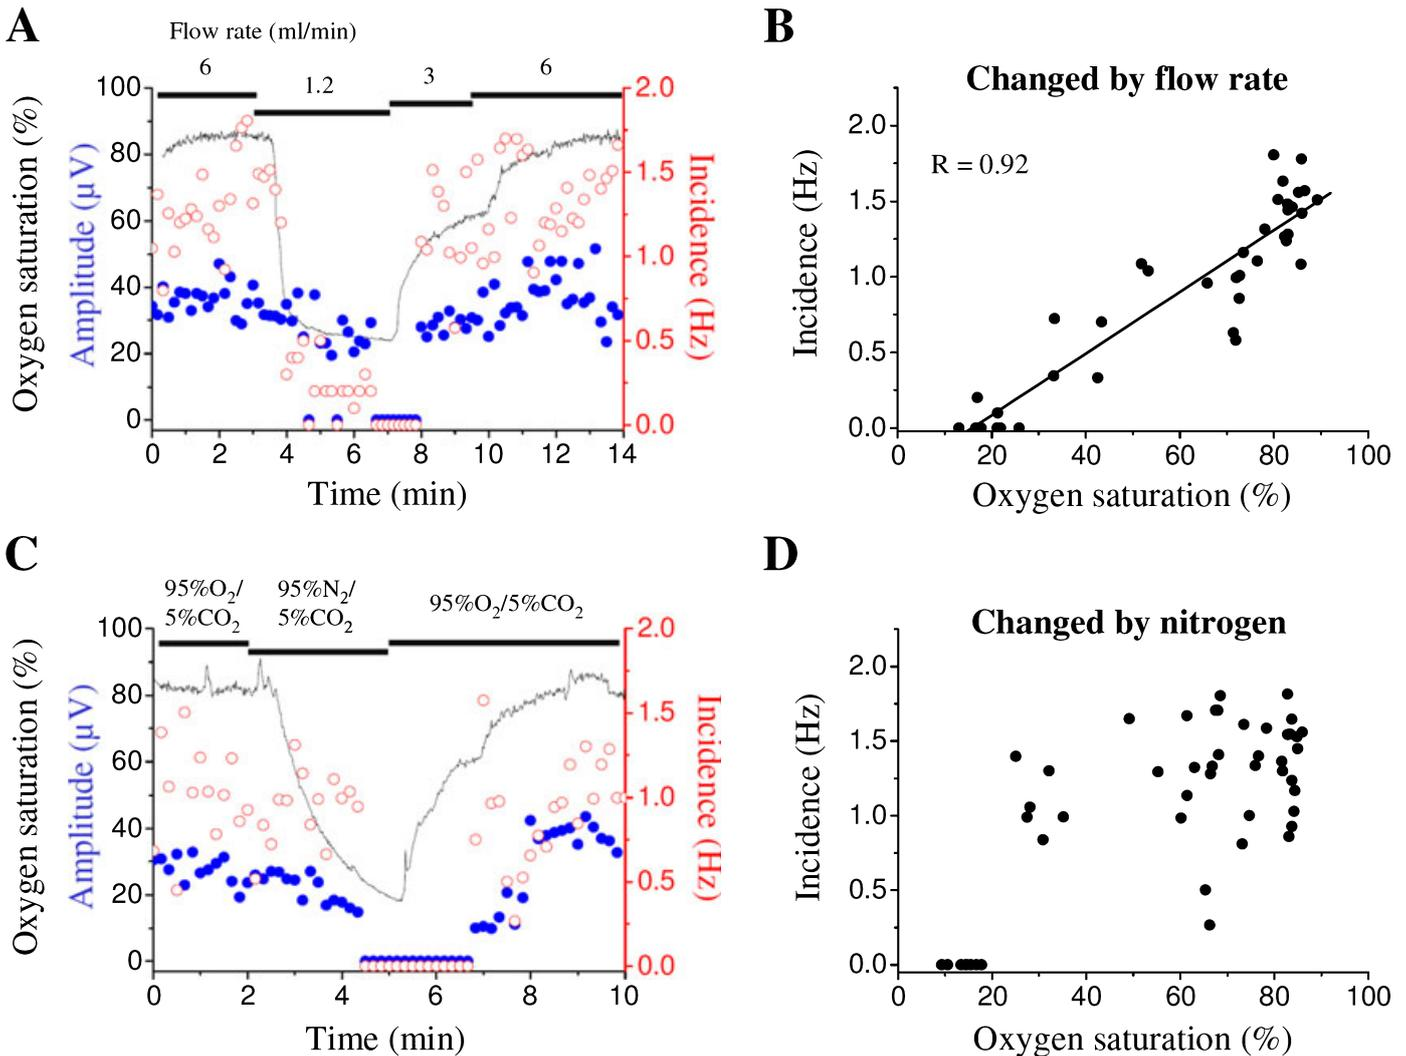 A
Flow rate (ml/min)
6
1.2
3
6
Oxygen saturation (%)
Amplitude (µV)
100
80
60
40
20
0
2.0
1.5
1.0
0.5
0.0
Incidence (Hz)
0 2 4 6 8 10 12 14
Time (min)
B
Changed by flow rate
R = 0.92
Incidence (Hz)
2.0
1.5
1.0
0.5
0.0
0 20 40 60 80 100
Oxygen saturation (%)
C
95%O2/
5%CO2
95%N2/
5%CO2
95%O2/5%CO2
Oxygen saturation (%)
Amplitude (µV)
100
80
60
40
20
0
2.0
1.5
1.0
0.5
0.0
Incidence (Hz)
0 2 4 6 8 10
Time (min)
D
Changed by nitrogen
Incidence (Hz)
2.0
1.5
1.0
0.5
0.0
0 20 40 60 80 100
Oxygen saturation (%)